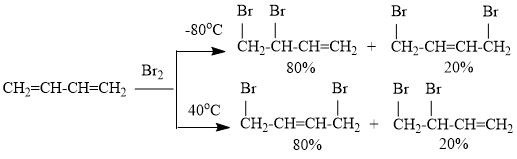 Br Br Br Br
-80°C
CH₂-CH-CH=CH₂ + CH₂-CH=CH-CH₂
Br₂ 80% 20%
CH₂=CH-CH=CH₂
Br Br Br Br
40°C
CH₂-CH=CH-CH₂ + CH₂-CH-CH=CH₂
80% 20%